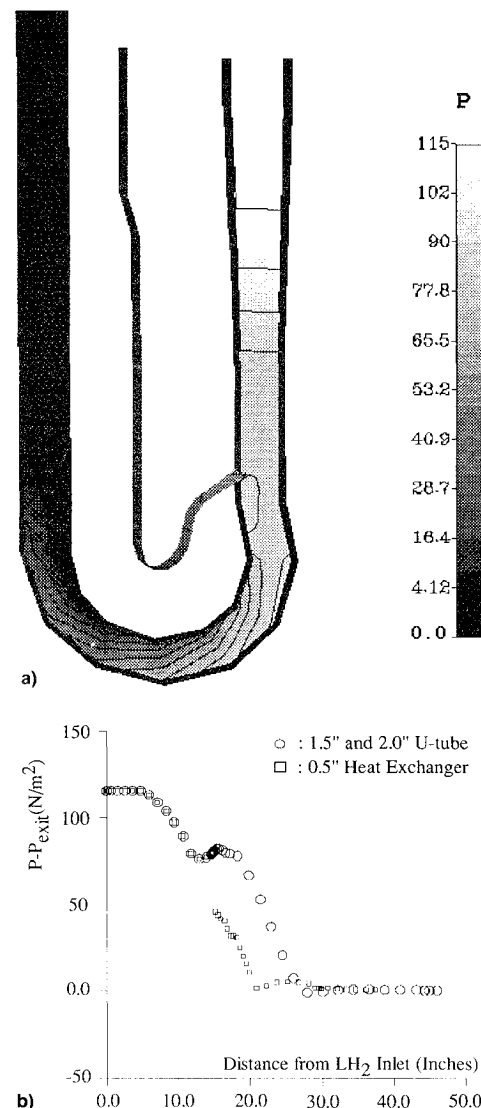 P
115
102
90
77.8
65.5
53.2
40.9
28.7
16.4
4.12
0.0
a)
150
100
50
0.0
-50
P-Pexit(N/m2)
: 1.5" and 2.0" U-tube
: 0.5" Heat Exchanger
Distance from LH2 Inlet (Inches)
0.0 10.0 20.0 30.0 40.0 50.0
b)